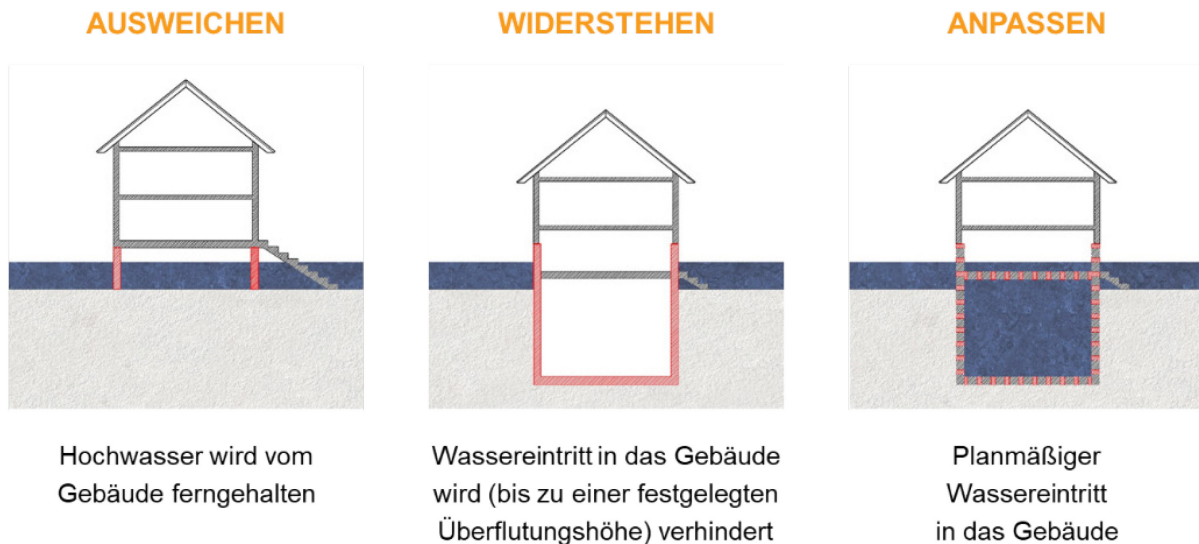 AUSWEICHEN
WIDERSTEHEN
ANPASSEN
Hochwasser wird vom
Gebäude ferngehalten
Wassereintritt in das Gebäude
wird (bis zu einer festgelegten
Überflutungshöhe) verhindert
Planmäßiger
Wassereintritt
in das Gebäude